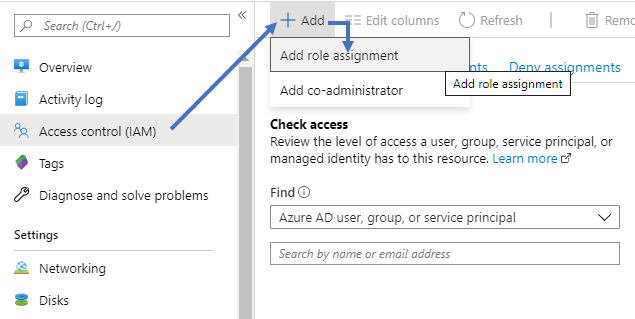 Search (Ctrl+/)
«
Overview
Activity log
Access control (IAM)
Tags
Diagnose and solve problems
Settings
Networking
Disks
+ Add
Edit columns
Refresh
Remo
Add role assignment
Add co-administrator
nts
Deny assignments
Add role assignment
Check access
Review the level of access a user, group, service principal, or
managed identity has to this resource. Learn more
Find
Azure AD user, group, or service principal
Search by name or email address